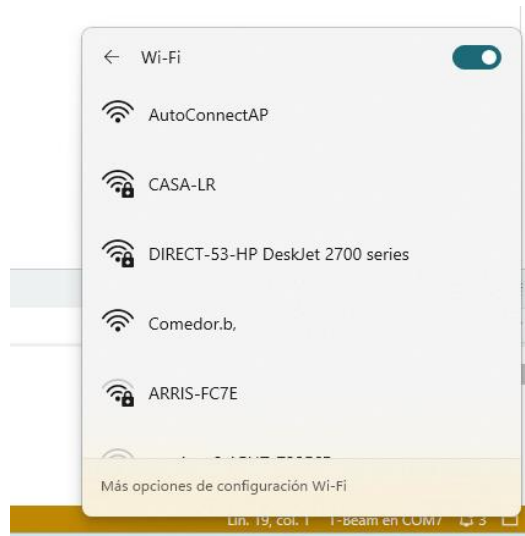 ← Wi-Fi
AutoConnectAP
CASA-LR
DIRECT-53-HP DeskJet 2700 series
Comedor.b,
ARRIS-FC7E
Más opciones de configuración Wi-Fi
Lín. 19, col. 1 T-Beam en COM7 3